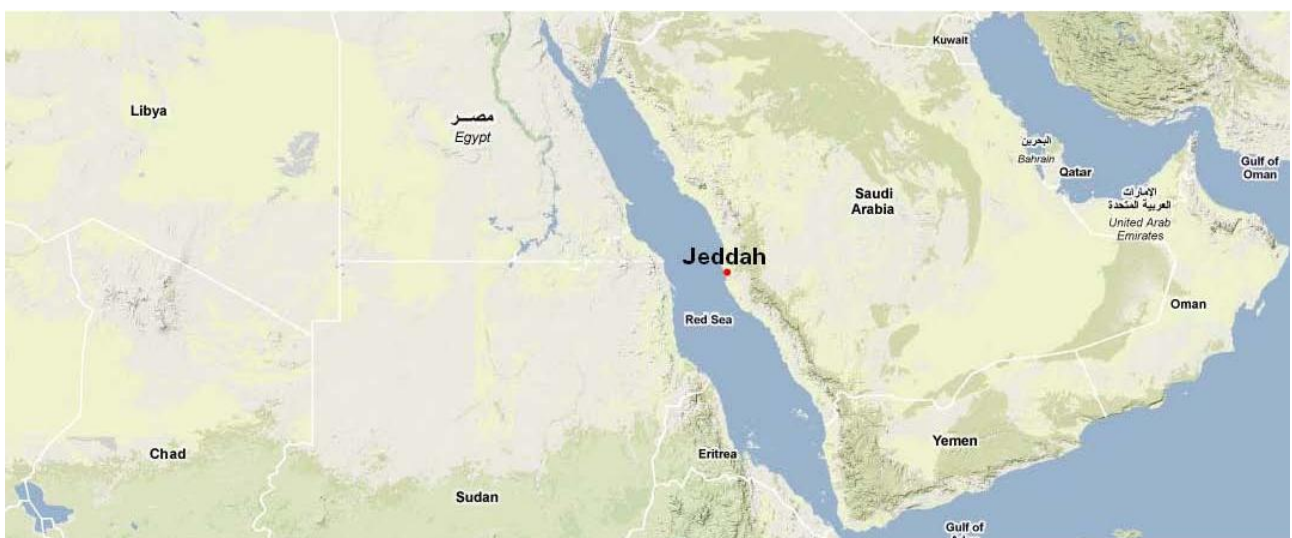 Kuwait
Libya
مصــر
Egypt
البحرين
Bahrain
Qatar
Gulf of
Oman
الإمارات
العربية المتحدة
United Arab
Emirates
Saudi
Arabia
Jeddah
Red Sea
Oman
Chad
Sudan
Eritrea
Yemen
Gulf of